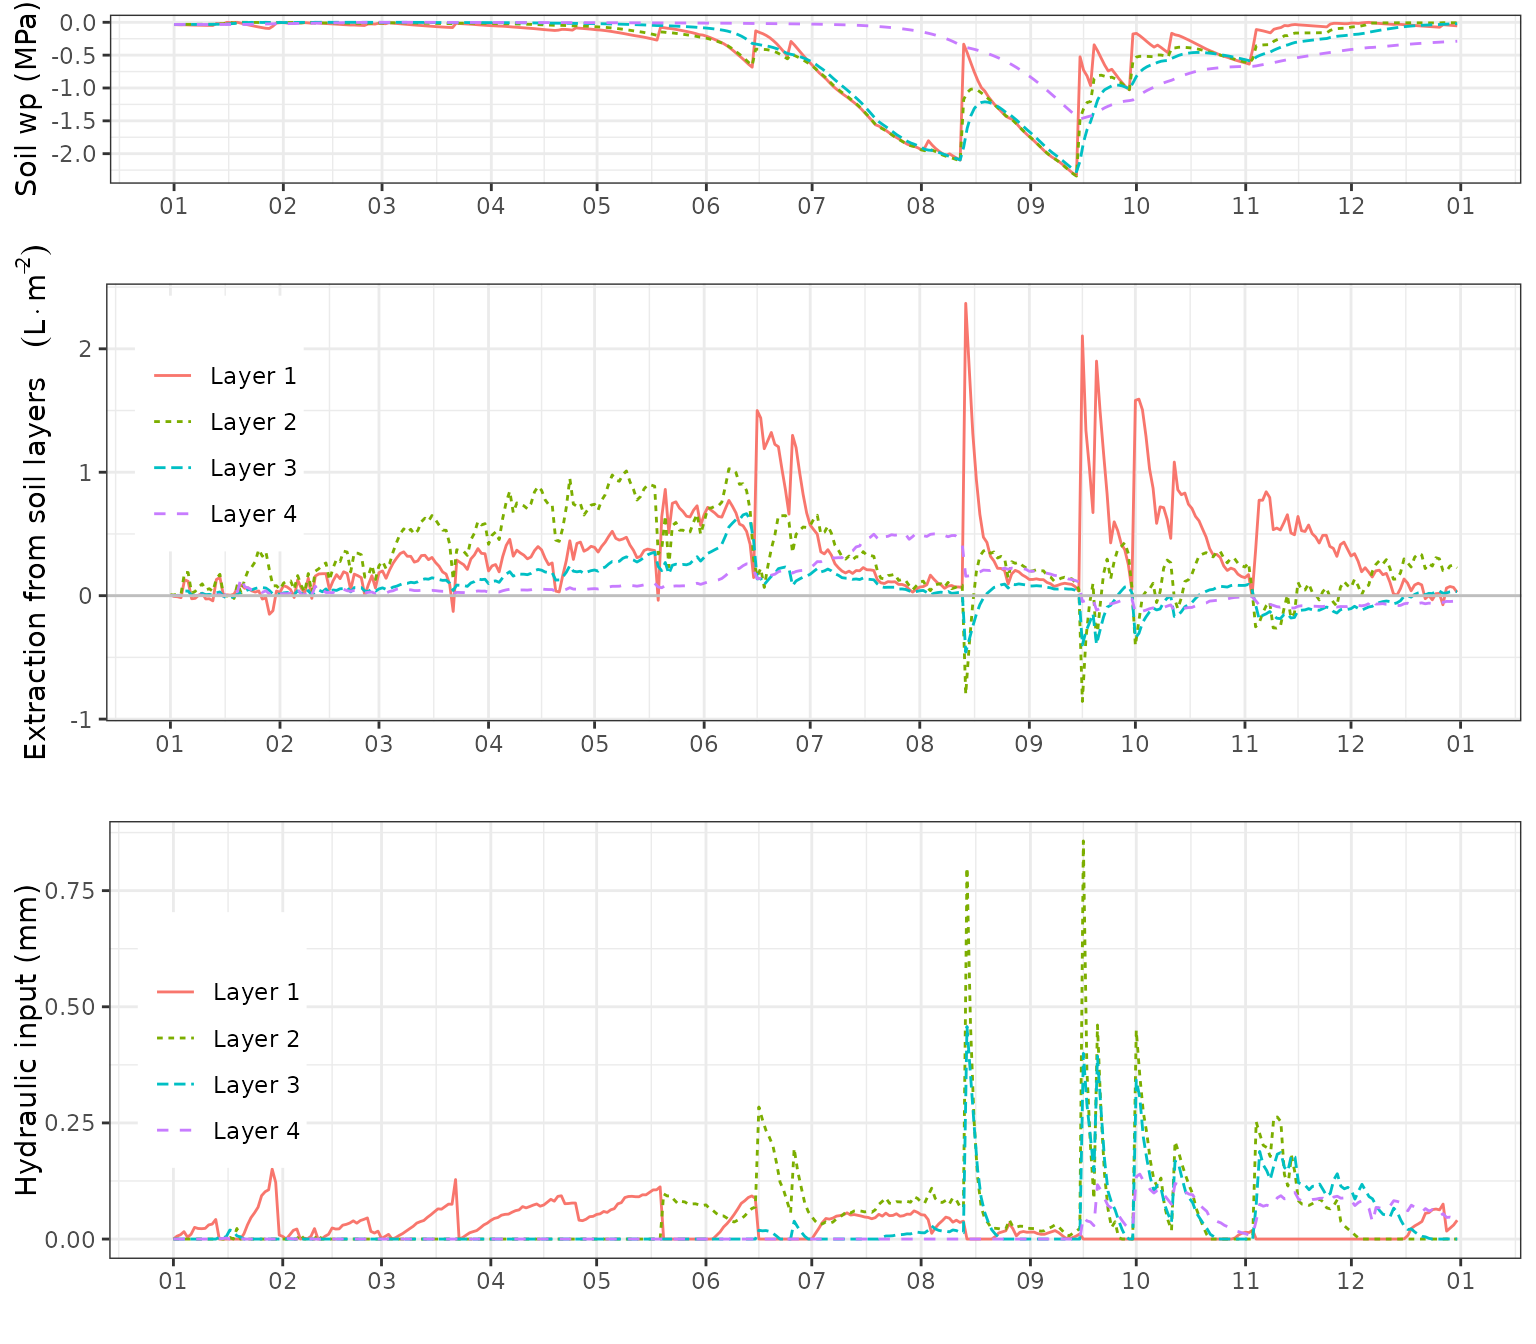 Soil wp (MPa)
0.0
-0.5
-1.0
-1.5
-2.0
01 02 03 04 05 06 07 08 09 10 11 12 01
Extraction from soil layers (L·m⁻²)
2
1
0
-1
Layer 1
Layer 2
Layer 3
Layer 4
01 02 03 04 05 06 07 08 09 10 11 12 01
Hydraulic input (mm)
0.75
0.50
0.25
0.00
Layer 1
Layer 2
Layer 3
Layer 4
01 02 03 04 05 06 07 08 09 10 11 12 01